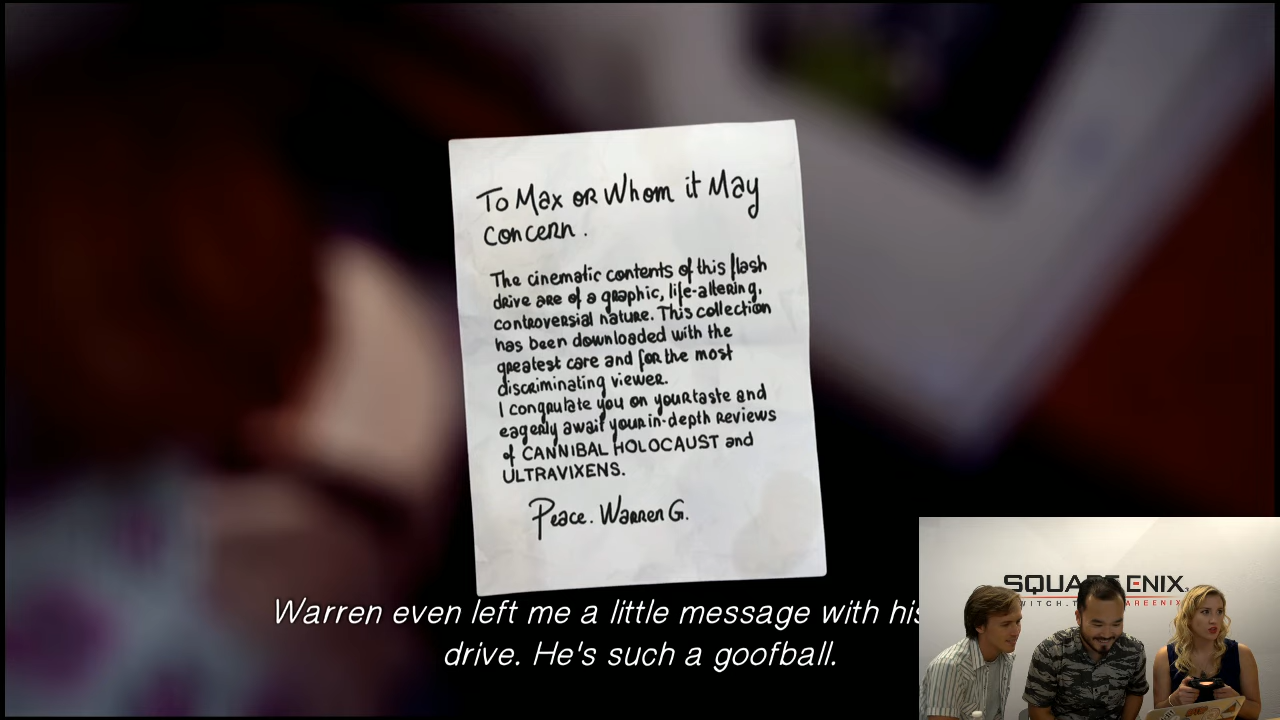 To Max or Whom it May
Concern.
The cinematic contents of this flash
drive are of a graphic, life-altering,
controversial nature. This collection
has been downloaded with the
greatest care and for the most
discriminating viewer.
I congrulate you on your taste and
eagerly await your in-depth reviews
of CANNIBAL HOLOCAUST and
ULTRAVIXENS.
Peace. Warren G.
Warren even left me a little message with his
drive. He's such a goofball.
SQUARE ENIX